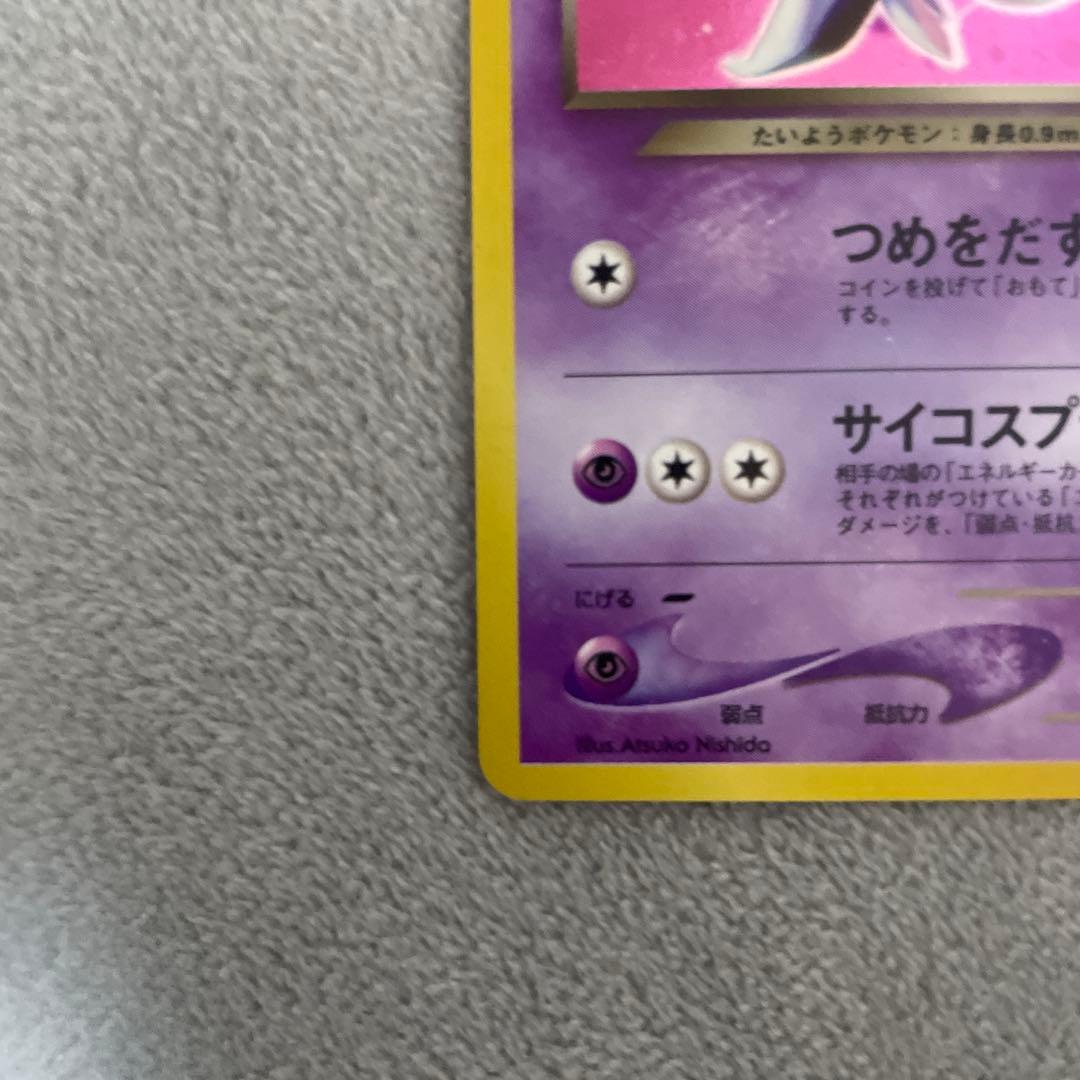 たいようポケモン：身長0.9m
つめをだす
コインを投げて「おもて」
する。
サイコスプ
相手の場の「エネルギーカ
それぞれがつけている「エ
ダメージを、「弱点・抵抗
にげる
弱点 抵抗力
Illus. Atsuko Nishida